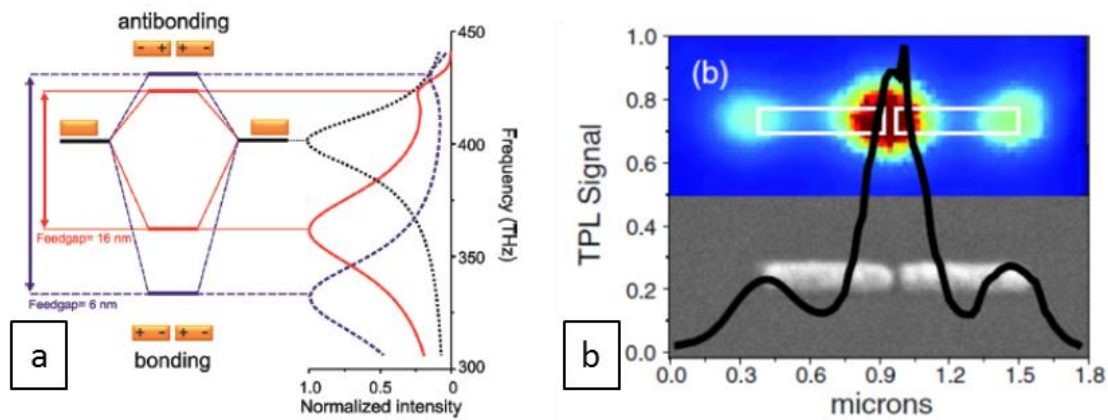 antibonding
- + + -
450
400
350
300
Frequency (THz)
Feedgap= 16 nm
Feedgap= 6 nm
+ - + -
bonding
1.0 0.5 0
Normalized intensity
a
(b)
1.0
0.8
0.6
0.4
0.2
0.0
TPL Signal
0.0 0.3 0.6 0.9 1.2 1.5 1.8
microns
b